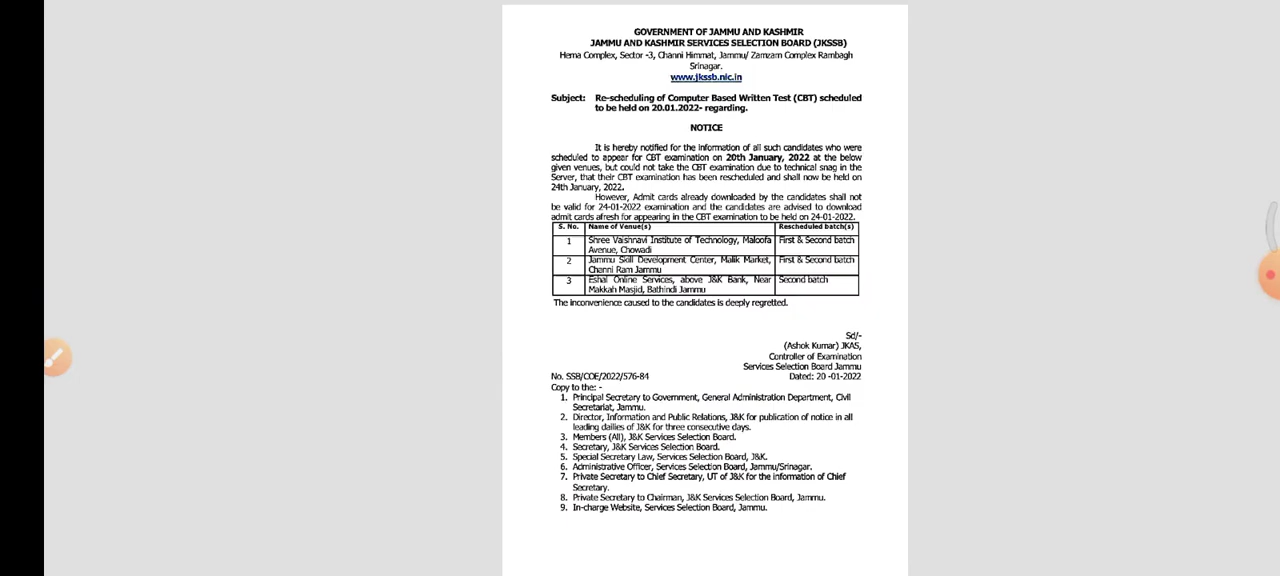 GOVERNMENT OF JAMMU AND KASHMIR
JAMMU AND KASHMIR SERVICES SELECTION BOARD (JKSSB)
Hema Complex, Sector -3, Channi Himmat, Jammu/ Zamzam Complex Rambagh
Srinagar.
www.jkssb.nic.in
Subject: Re-scheduling of Computer Based Written Test (CBT) scheduled
to be held on 20.01.2022- regarding.
NOTICE
It is hereby notified for the information of all such candidates who were
scheduled to appear for CBT examination on 20th January, 2022 at the below
given venues, but could not take the CBT examination due to technical snag in the
Server, that their CBT examination has been rescheduled and shall now be held on
24th January, 2022.
However, Admit cards already downloaded by the candidates shall not
be valid for 24-01-2022 examination and the candidates are advised to download
admit cards afresh for appearing in the CBT examination to be held on 24-01-2022.
S. No. Name of Venue(s) Rescheduled batch(s)
1 Shree Vaishnavi Institute of Technology, Maloofa First & Second batch
Avenue, Chowadi
2 Jammu Skill Development Center, Malik Market, First & Second batch
Channi Ram Jammu
3 Eshal Online Services, above J&K Bank, Near Second batch
Makkah Masjid, Bathindi Jammu
The inconvenience caused to the candidates is deeply regretted.
Sd/-
(Ashok Kumar) JKAS,
Controller of Examination
Services Selection Board Jammu
No. SSB/COE/2022/576-84 Dated: 20 -01-2022
Copy to the: -
1. Principal Secretary to Government, General Administration Department, Civil
Secretariat, Jammu.
2. Director, Information and Public Relations, J&K for publication of notice in all
leading dailies of J&K for three consecutive days.
3. Members (All), J&K Services Selection Board.
4. Secretary, J&K Services Selection Board.
5. Special Secretary Law, Services Selection Board, J&K.
6. Administrative Officer, Services Selection Board, Jammu/Srinagar.
7. Private Secretary to Chief Secretary, UT of J&K for the information of Chief
Secretary.
8. Private Secretary to Chairman, J&K Services Selection Board, Jammu.
9. In-charge Website, Services Selection Board, Jammu.